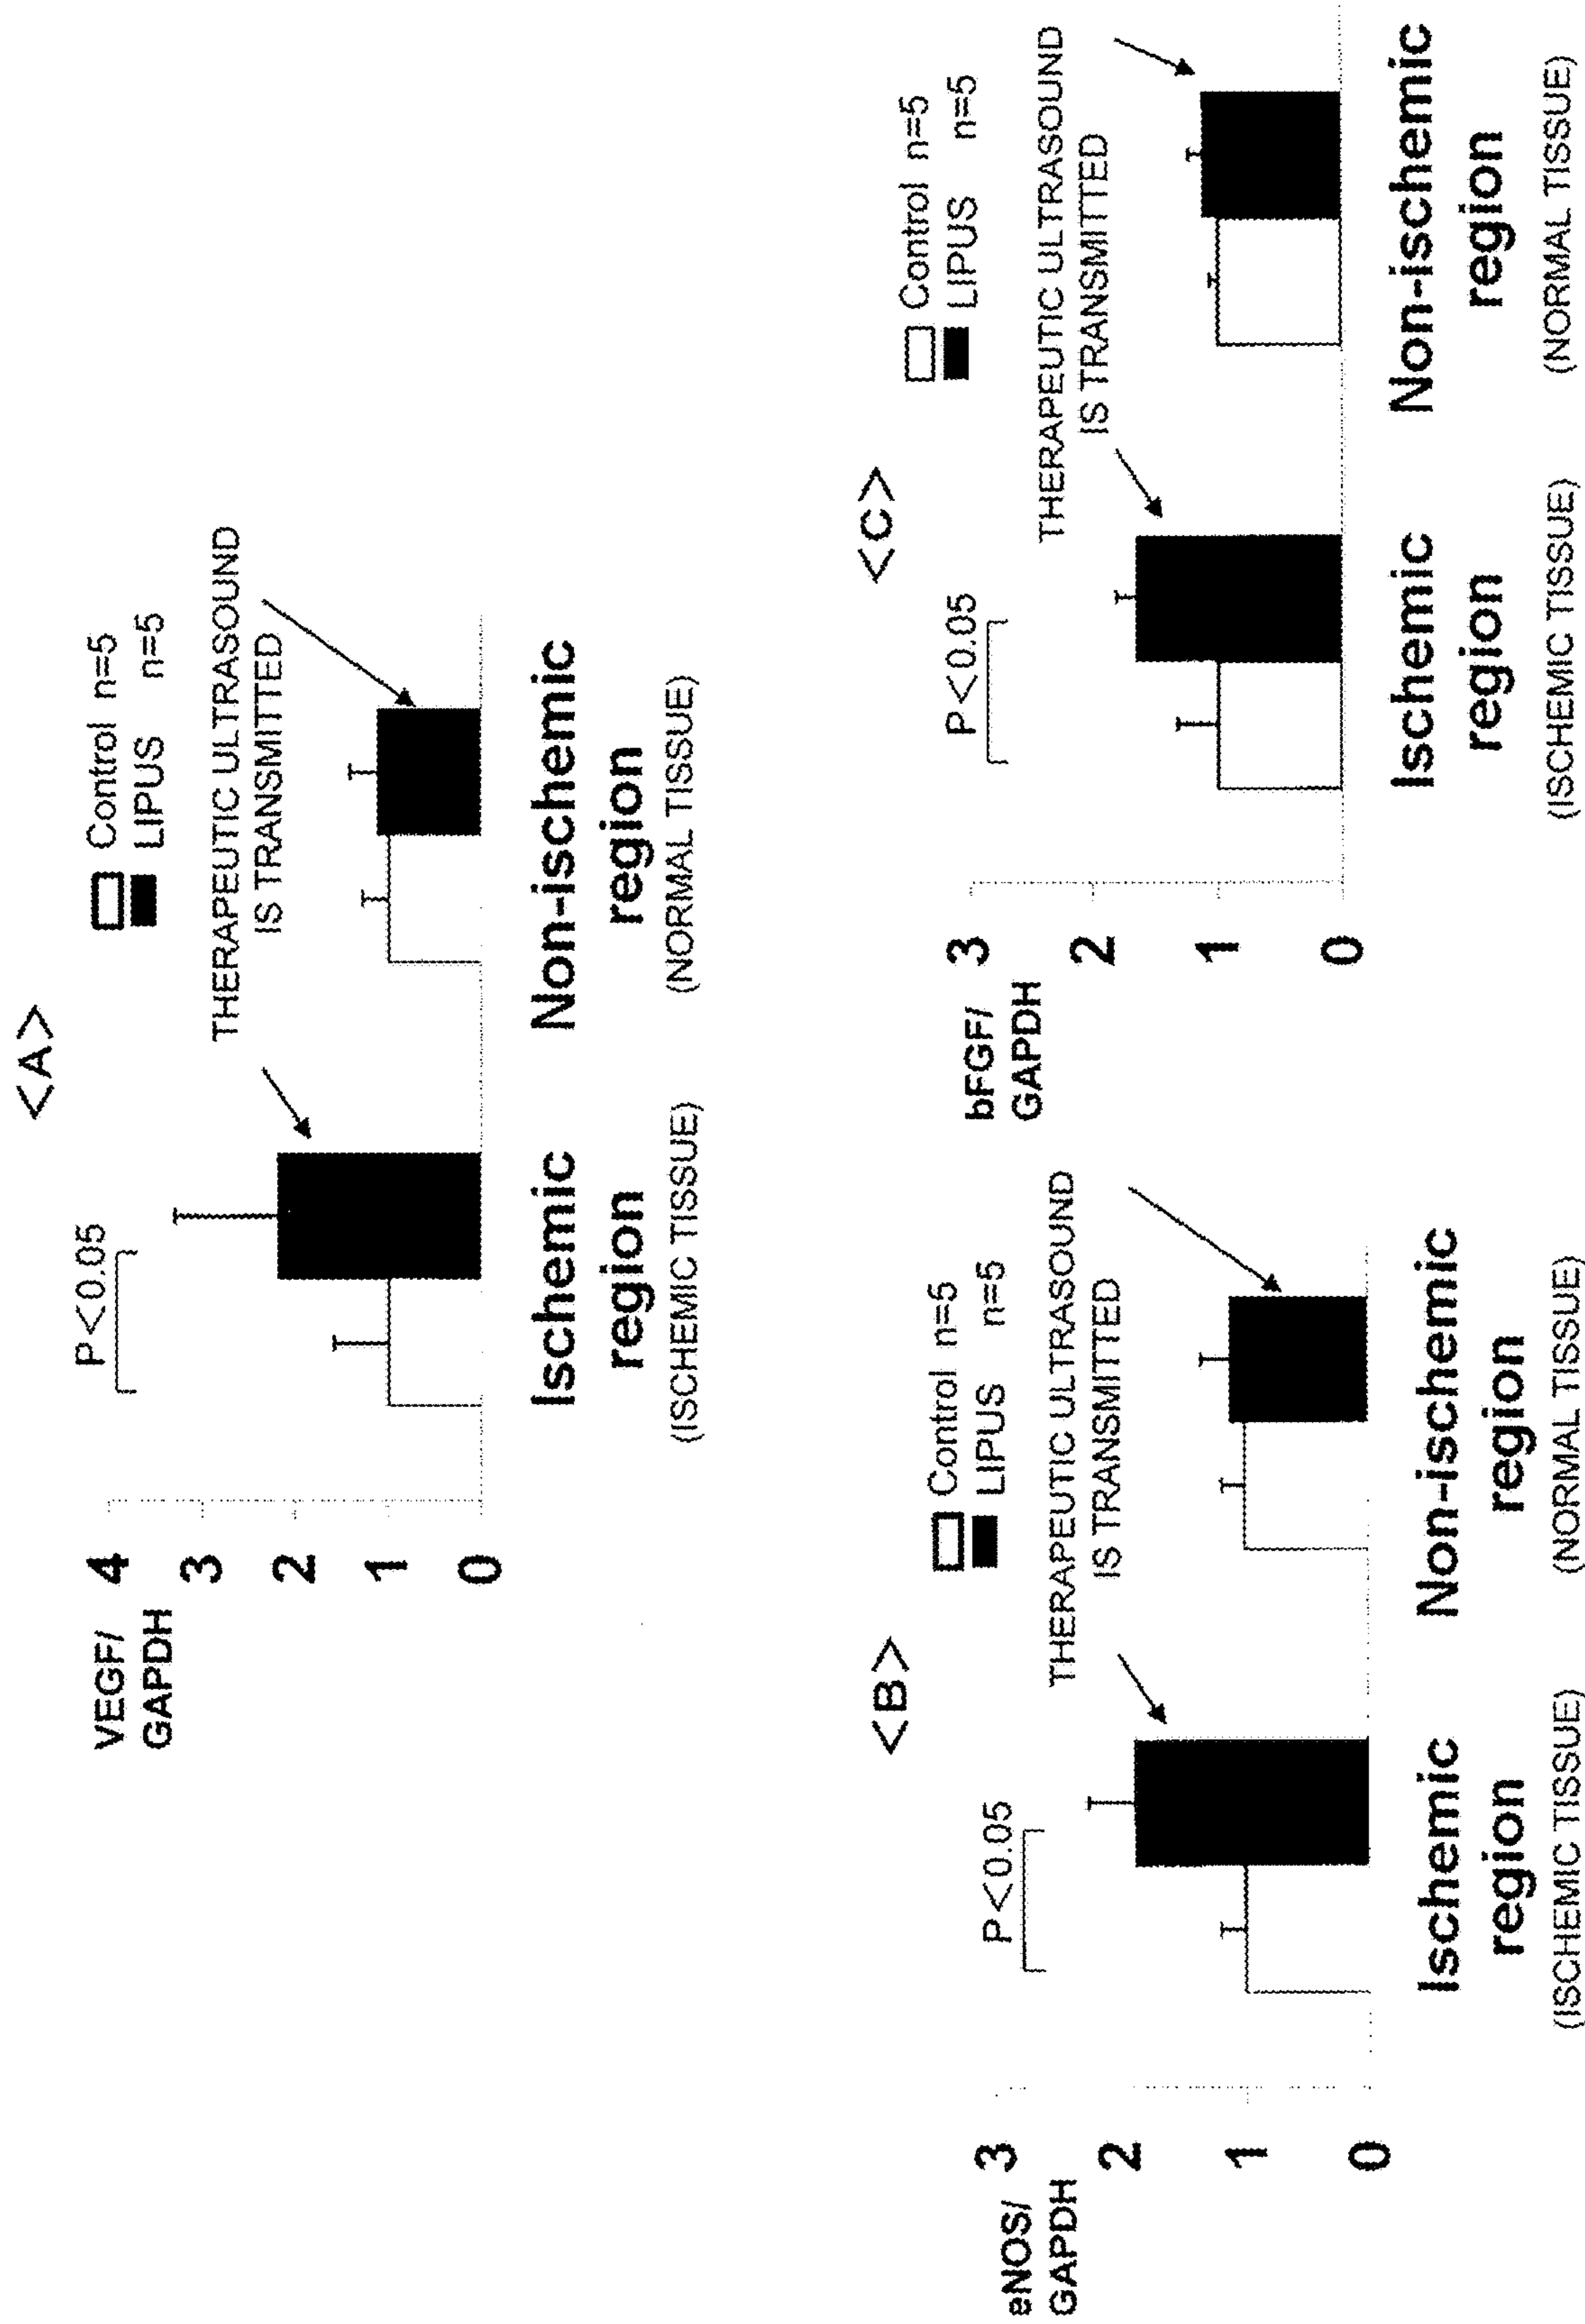 <A>
VEGF/
GAPDH
4
3
2
1
0
P<0.05
Control n=5
LIPUS n=5
THERAPEUTIC ULTRASOUND
IS TRANSMITTED
Ischemic
region
(ISCHEMIC TISSUE)
Non-ischemic
region
(NORMAL TISSUE)
<B>
eNOS/
GAPDH
3
2
1
0
P<0.05
Control n=5
LIPUS n=5
THERAPEUTIC ULTRASOUND
IS TRANSMITTED
Ischemic
region
(ISCHEMIC TISSUE)
Non-ischemic
region
(NORMAL TISSUE)
<C>
bFGF/
GAPDH
3
2
1
0
P<0.05
Control n=5
LIPUS n=5
THERAPEUTIC ULTRASOUND
IS TRANSMITTED
Ischemic
region
(ISCHEMIC TISSUE)
Non-ischemic
region
(NORMAL TISSUE)